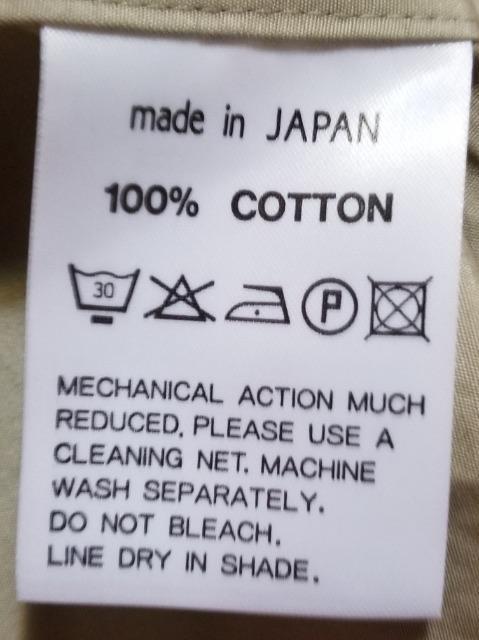 made in JAPAN
100% COTTON
30 P
MECHANICAL ACTION MUCH
REDUCED. PLEASE USE A
CLEANING NET. MACHINE
WASH SEPARATELY.
DO NOT BLEACH.
LINE DRY IN SHADE.